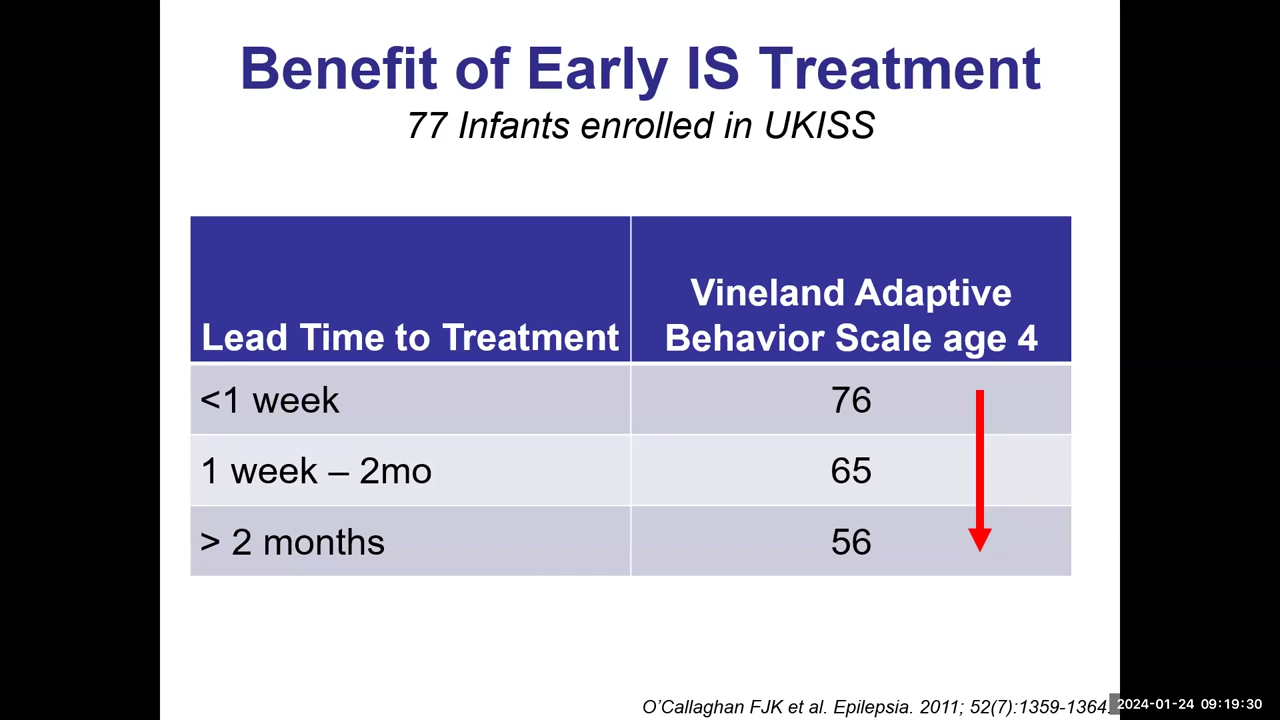 Benefit of Early IS Treatment
77 Infants enrolled in UKISS
Lead Time to Treatment
Vineland Adaptive
Behavior Scale age 4
<1 week 76
1 week – 2mo 65
> 2 months 56
O’Callaghan FJK et al. Epilepsia. 2011; 52(7):1359-1364.
2024-01-24 09:19:30